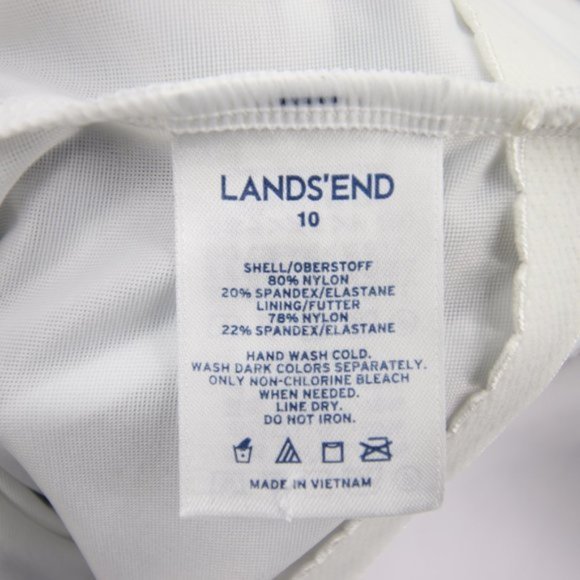 LANDS'END
10
SHELL/OBERSTOFF
80% NYLON
20% SPANDEX/ELASTANE
LINING/FUTTER
78% NYLON
22% SPANDEX/ELASTANE
HAND WASH COLD.
WASH DARK COLORS SEPARATELY.
ONLY NON-CHLORINE BLEACH
WHEN NEEDED.
LINE DRY.
DO NOT IRON.
MADE IN VIETNAM